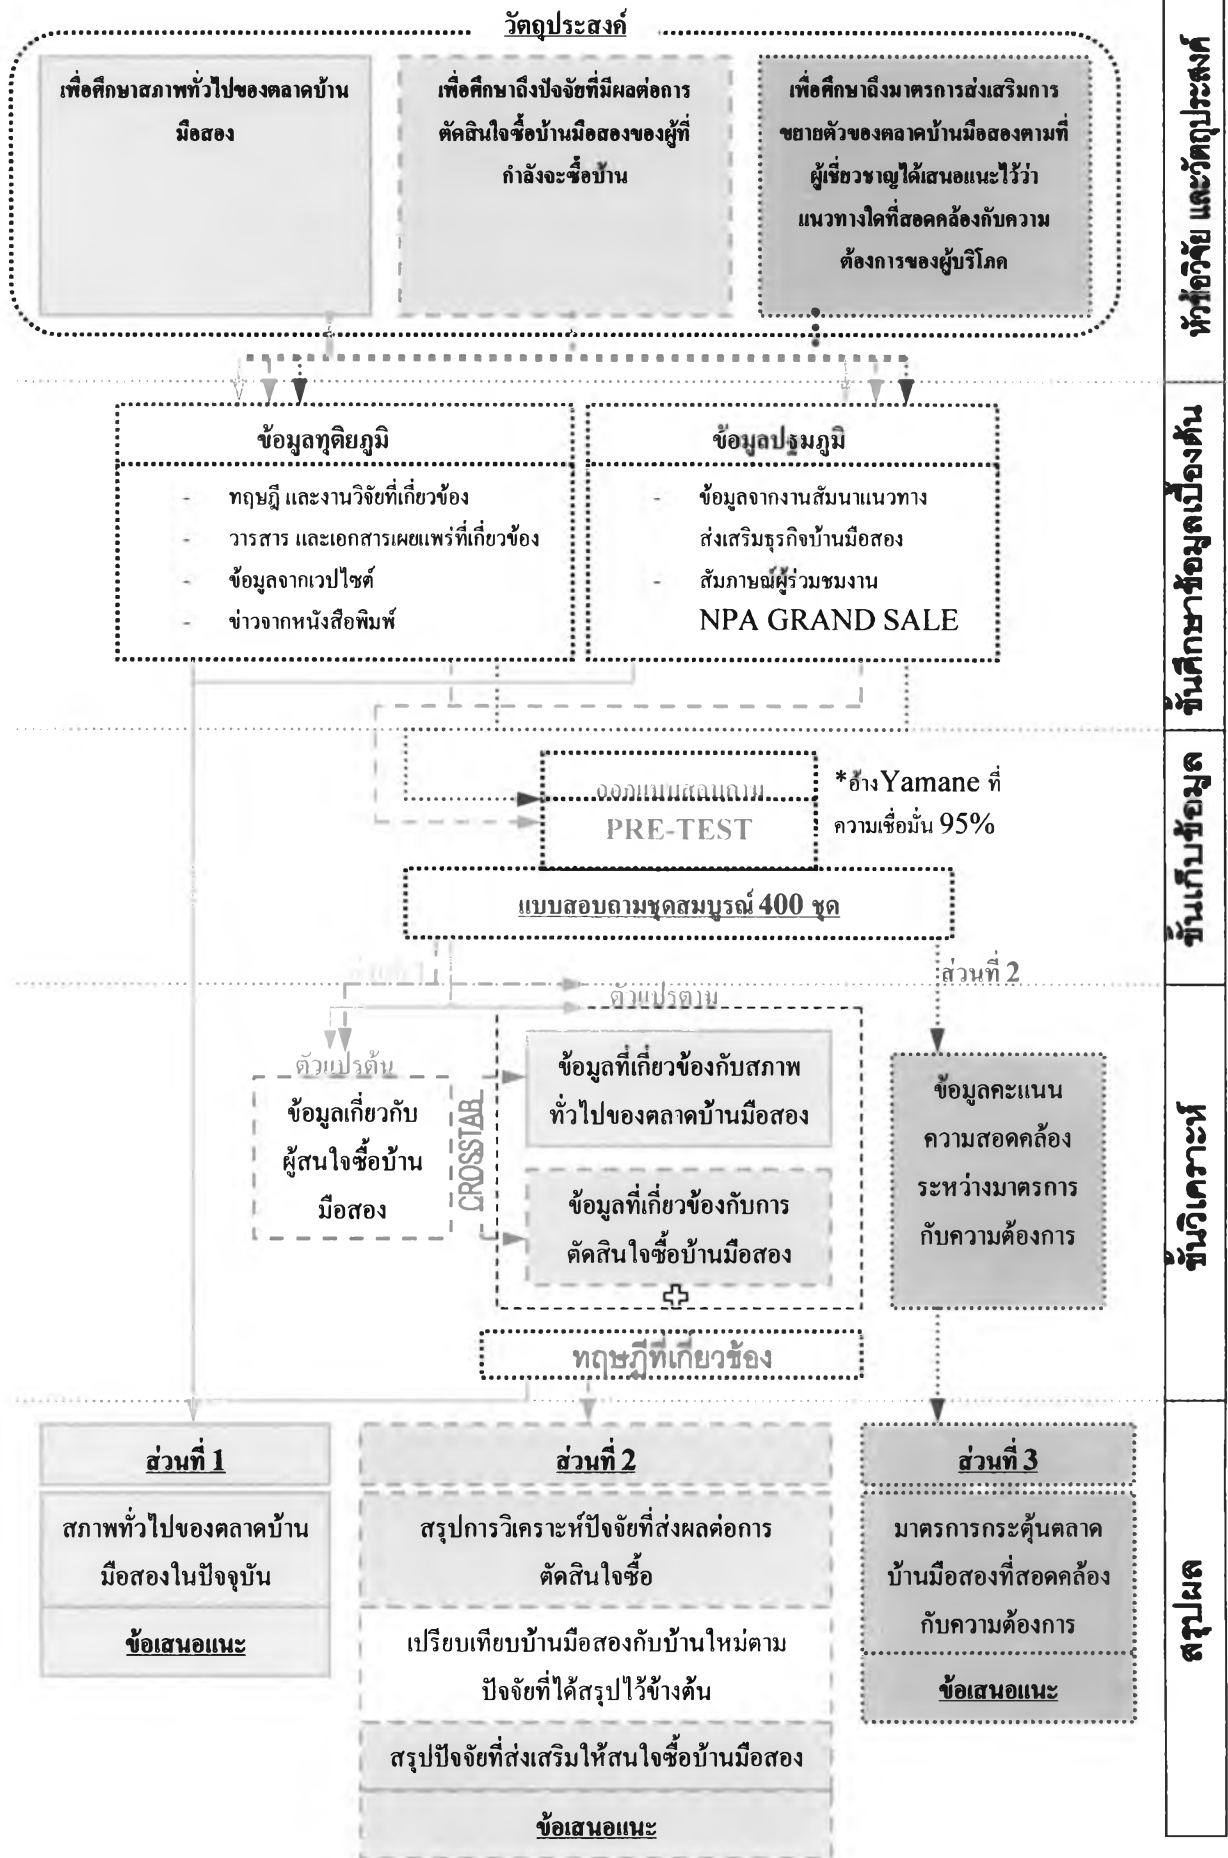 วัตถุประสงค์
เพื่อศึกษาสภาพทั่วไปของตลาดบ้าน
มือสอง
เพื่อศึกษาถึงปัจจัยที่มีผลต่อการ
ตัดสินใจซื้อบ้านมือสองของผู้ที่
กำลังจะซื้อบ้าน
เพื่อศึกษาถึงมาตรการส่งเสริมการ
ขยายตัวของตลาดบ้านมือสองตามที่
ผู้เชี่ยวชาญได้เสนอแนะไว้ว่า
แนวทางใดที่สอดคล้องกับความ
ต้องการของผู้บริโภค
หัวข้อวิจัย และวัตถุประสงค์
ข้อมูลทุติยภูมิ
- ทฤษฎี และงานวิจัยที่เกี่ยวข้อง
- วารสาร และเอกสารเผยแพร่ที่เกี่ยวข้อง
- ข้อมูลจากเวปไซต์
- ข่าวจากหนังสือพิมพ์
ข้อมูลปฐมภูมิ
- ข้อมูลจากงานสัมนาแนวทาง
ส่งเสริมธุรกิจบ้านมือสอง
- สัมภาษณ์ผู้ร่วมชมงาน
NPA GRAND SALE
ขั้นศึกษาข้อมูลเบื้องต้น
ออกแบบสอบถาม
PRE-TEST
*อ้างYamane ที่
ความเชื่อมั่น 95%
แบบสอบถามชุดสมบูรณ์ 400 ชุด
ขั้นเก็บข้อมูล
ส่วนที่ 2
ตัวแปรตาม
ตัวแปรต้น
ข้อมูลเกี่ยวกับ
ผู้สนใจซื้อบ้าน
มือสอง
CROSSTAB
ข้อมูลที่เกี่ยวข้องกับสภาพ
ทั่วไปของตลาดบ้านมือสอง
ข้อมูลที่เกี่ยวข้องกับการ
ตัดสินใจซื้อบ้านมือสอง
ข้อมูลคะแนน
ความสอดคล้อง
ระหว่างมาตรการ
กับความต้องการ
ทฤษฎีที่เกี่ยวข้อง
ขั้นวิเคราะห์
ส่วนที่ 1
สภาพทั่วไปของตลาดบ้าน
มือสองในปัจจุบัน
ข้อเสนอแนะ
ส่วนที่ 2
สรุปการวิเคราะห์ปัจจัยที่ส่งผลต่อการ
ตัดสินใจซื้อ
เปรียบเทียบบ้านมือสองกับบ้านใหม่ตาม
ปัจจัยที่ได้สรุปไว้ข้างต้น
สรุปปัจจัยที่ส่งเสริมให้สนใจซื้อบ้านมือสอง
ข้อเสนอแนะ
ส่วนที่ 3
มาตรการกระตุ้นตลาด
บ้านมือสองที่สอดคล้อง
กับความต้องการ
ข้อเสนอแนะ
สรุปผล